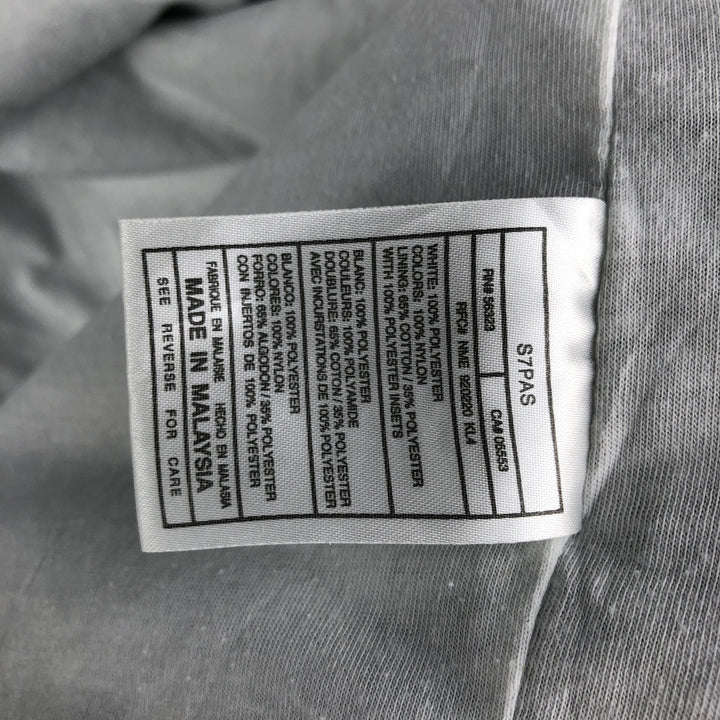 S7PAS
RN# 56323 CA# 05553
RFCK NME 920220 KL4
WHITE: 100% POLYESTER
COLORS: 100% NYLON
LINING: 65% COTTON / 35% POLYESTER
WITH 100% POLYESTER INSETS
BLANC: 100% POLYESTER
COULEURS: 100% POLYAMIDE
DOUBLURE: 65% COTON / 35% POLYESTER
AVEC INCURSTATIONS DE 100% POLYESTER
BLANCO: 100% POLYESTER
COLORES: 100% NYLON
FORRO: 65% ALGODON / 35% POLYESTER
CON INJERTOS DE 100% POLYESTER
FABRIQUE EN MALAISIE HECHO EN MALASIA
MADE IN MALAYSIA
SEE REVERSE FOR CARE